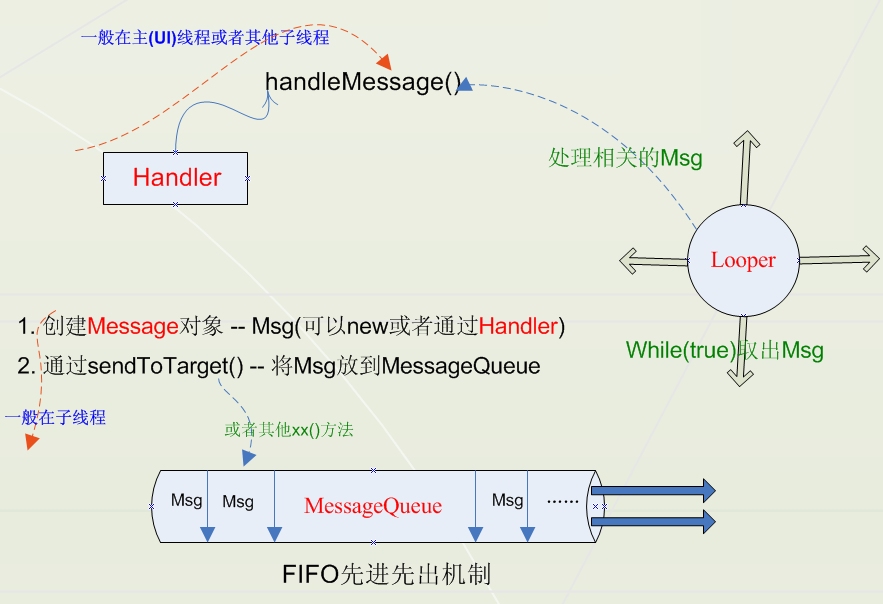 一般在主(UI)线程或者其他子线程
handleMessage()
处理相关的Msg
Handler
Looper
1. 创建Message对象 -- Msg(可以new或者通过Handler)
While(true)取出Msg
2. 通过sendToTarget() -- 将Msg放到MessageQueue
一般在子线程
或者其他xx()方法
Msg Msg MessageQueue Msg ······
FIFO先进先出机制